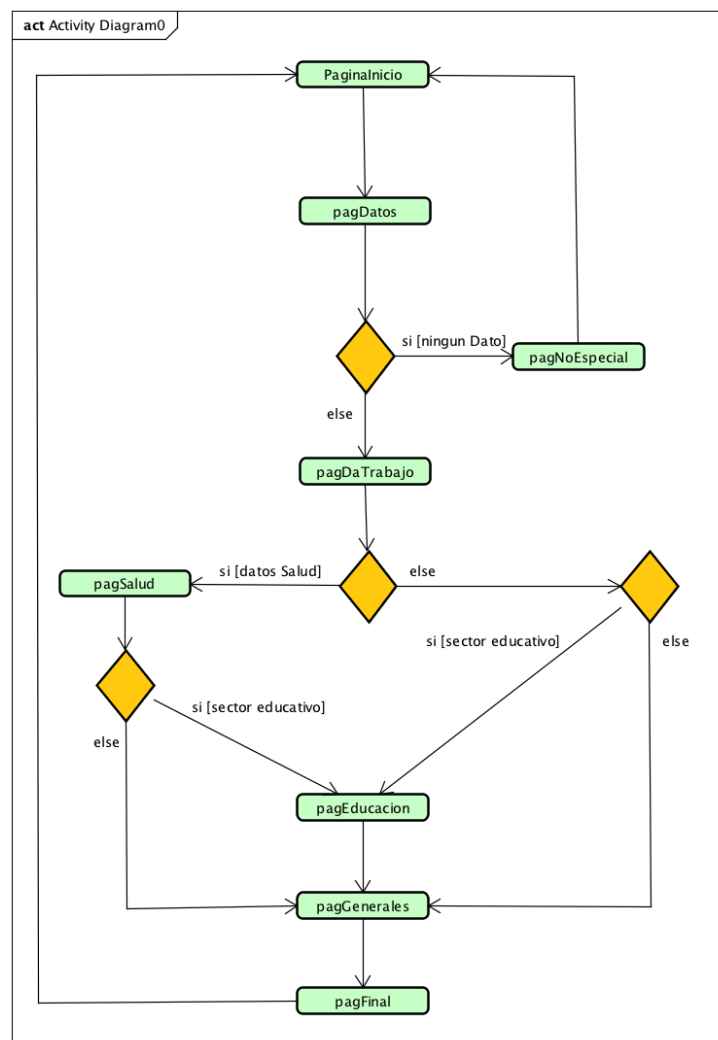 act Activity Diagram0
PaginaInicio
pagDatos
si [ningun Dato]
pagNoEspecial
else
pagDaTrabajo
si [datos Salud]
else
pagSalud
si [sector educativo]
else
si [sector educativo]
else
pagEducacion
pagGenerales
pagFinal